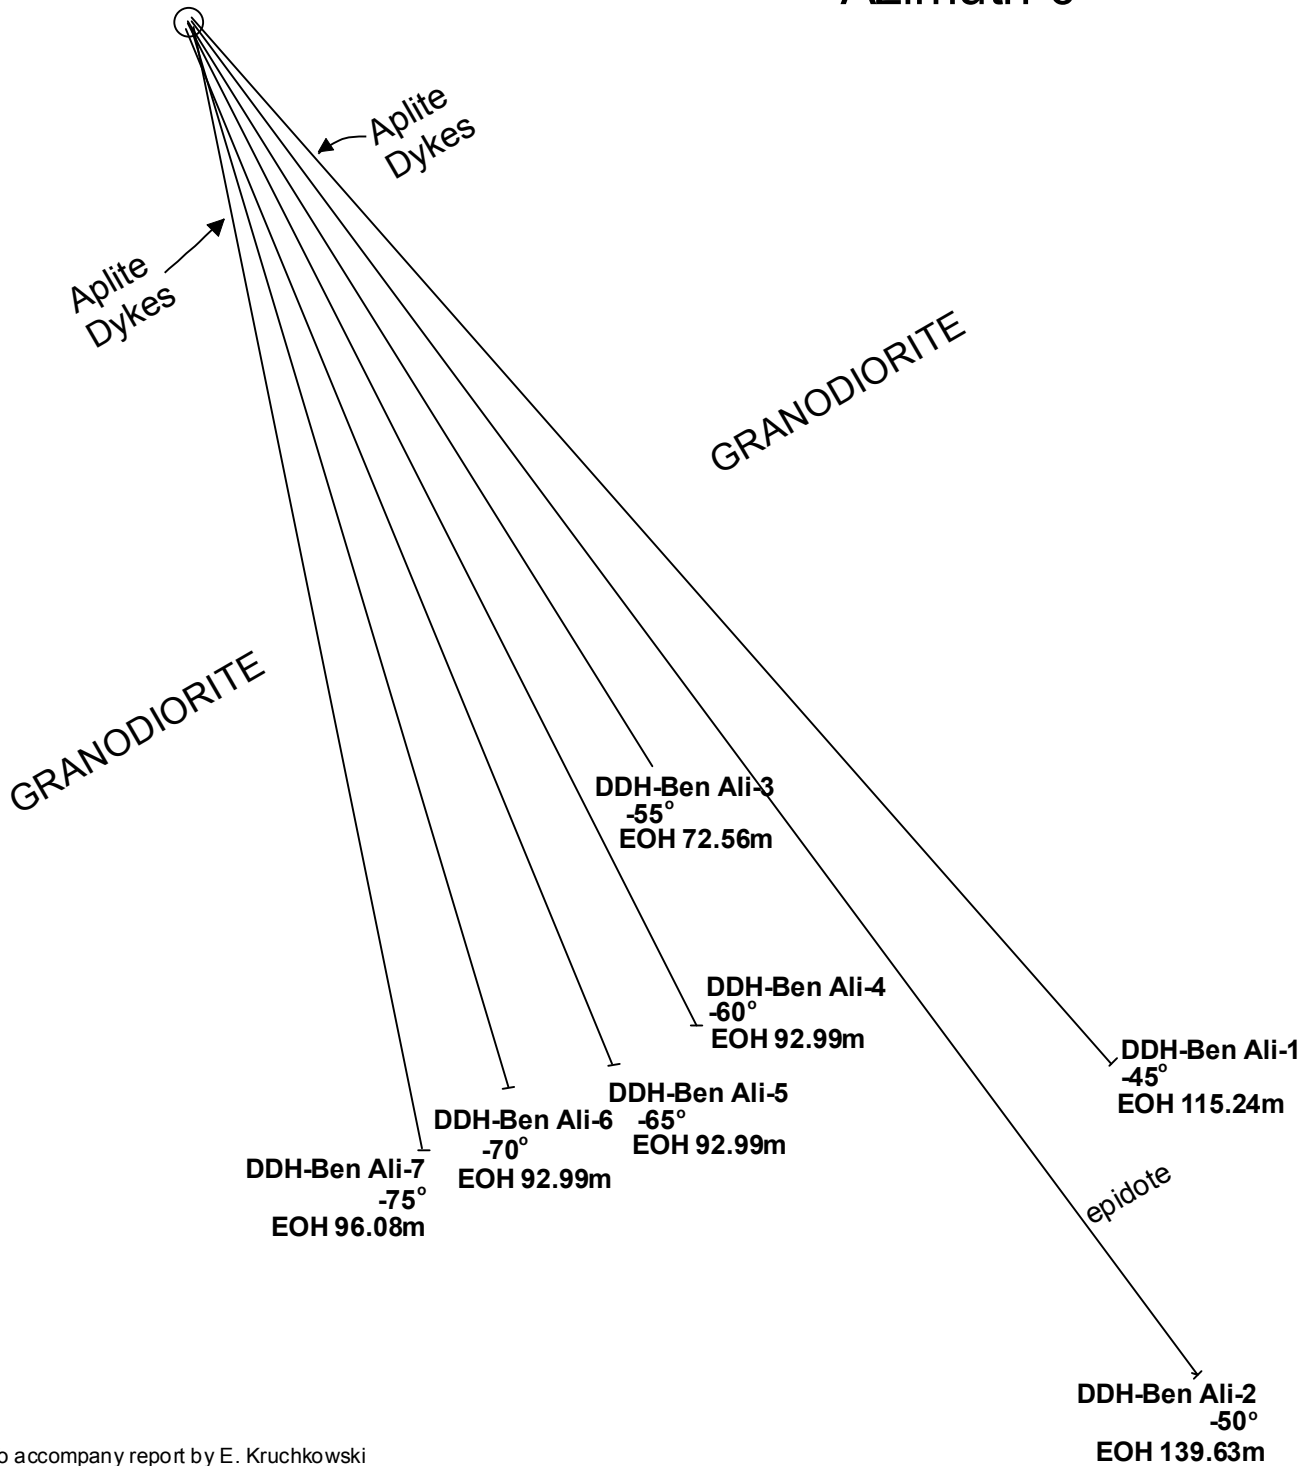 Aplite
Dykes
Aplite
Dykes
GRANODIORITE
GRANODIORITE
DDH-Ben Ali-3
-55°
EOH 72.56m
DDH-Ben Ali-4
-60°
EOH 92.99m
DDH-Ben Ali-1
-45°
EOH 115.24m
DDH-Ben Ali-5
-65°
EOH 92.99m
DDH-Ben Ali-6
-70°
EOH 92.99m
DDH-Ben Ali-7
-75°
EOH 96.08m
epidote
DDH-Ben Ali-2
-50°
EOH 139.63m
accompany report by E. Kruchkowski